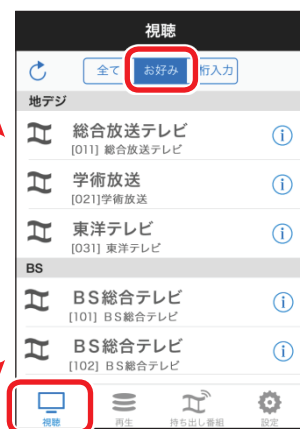 視聴
全て お好み 桁入力
地デジ
総合放送テレビ
[011] 総合放送テレビ
学術放送
[021]学術放送
東洋テレビ
[031] 東洋テレビ
BS
BS総合テレビ
[101] BS総合テレビ
BS総合テレビ
[102] BS総合テレビ
視聴 再生 持ち出し番組 設定